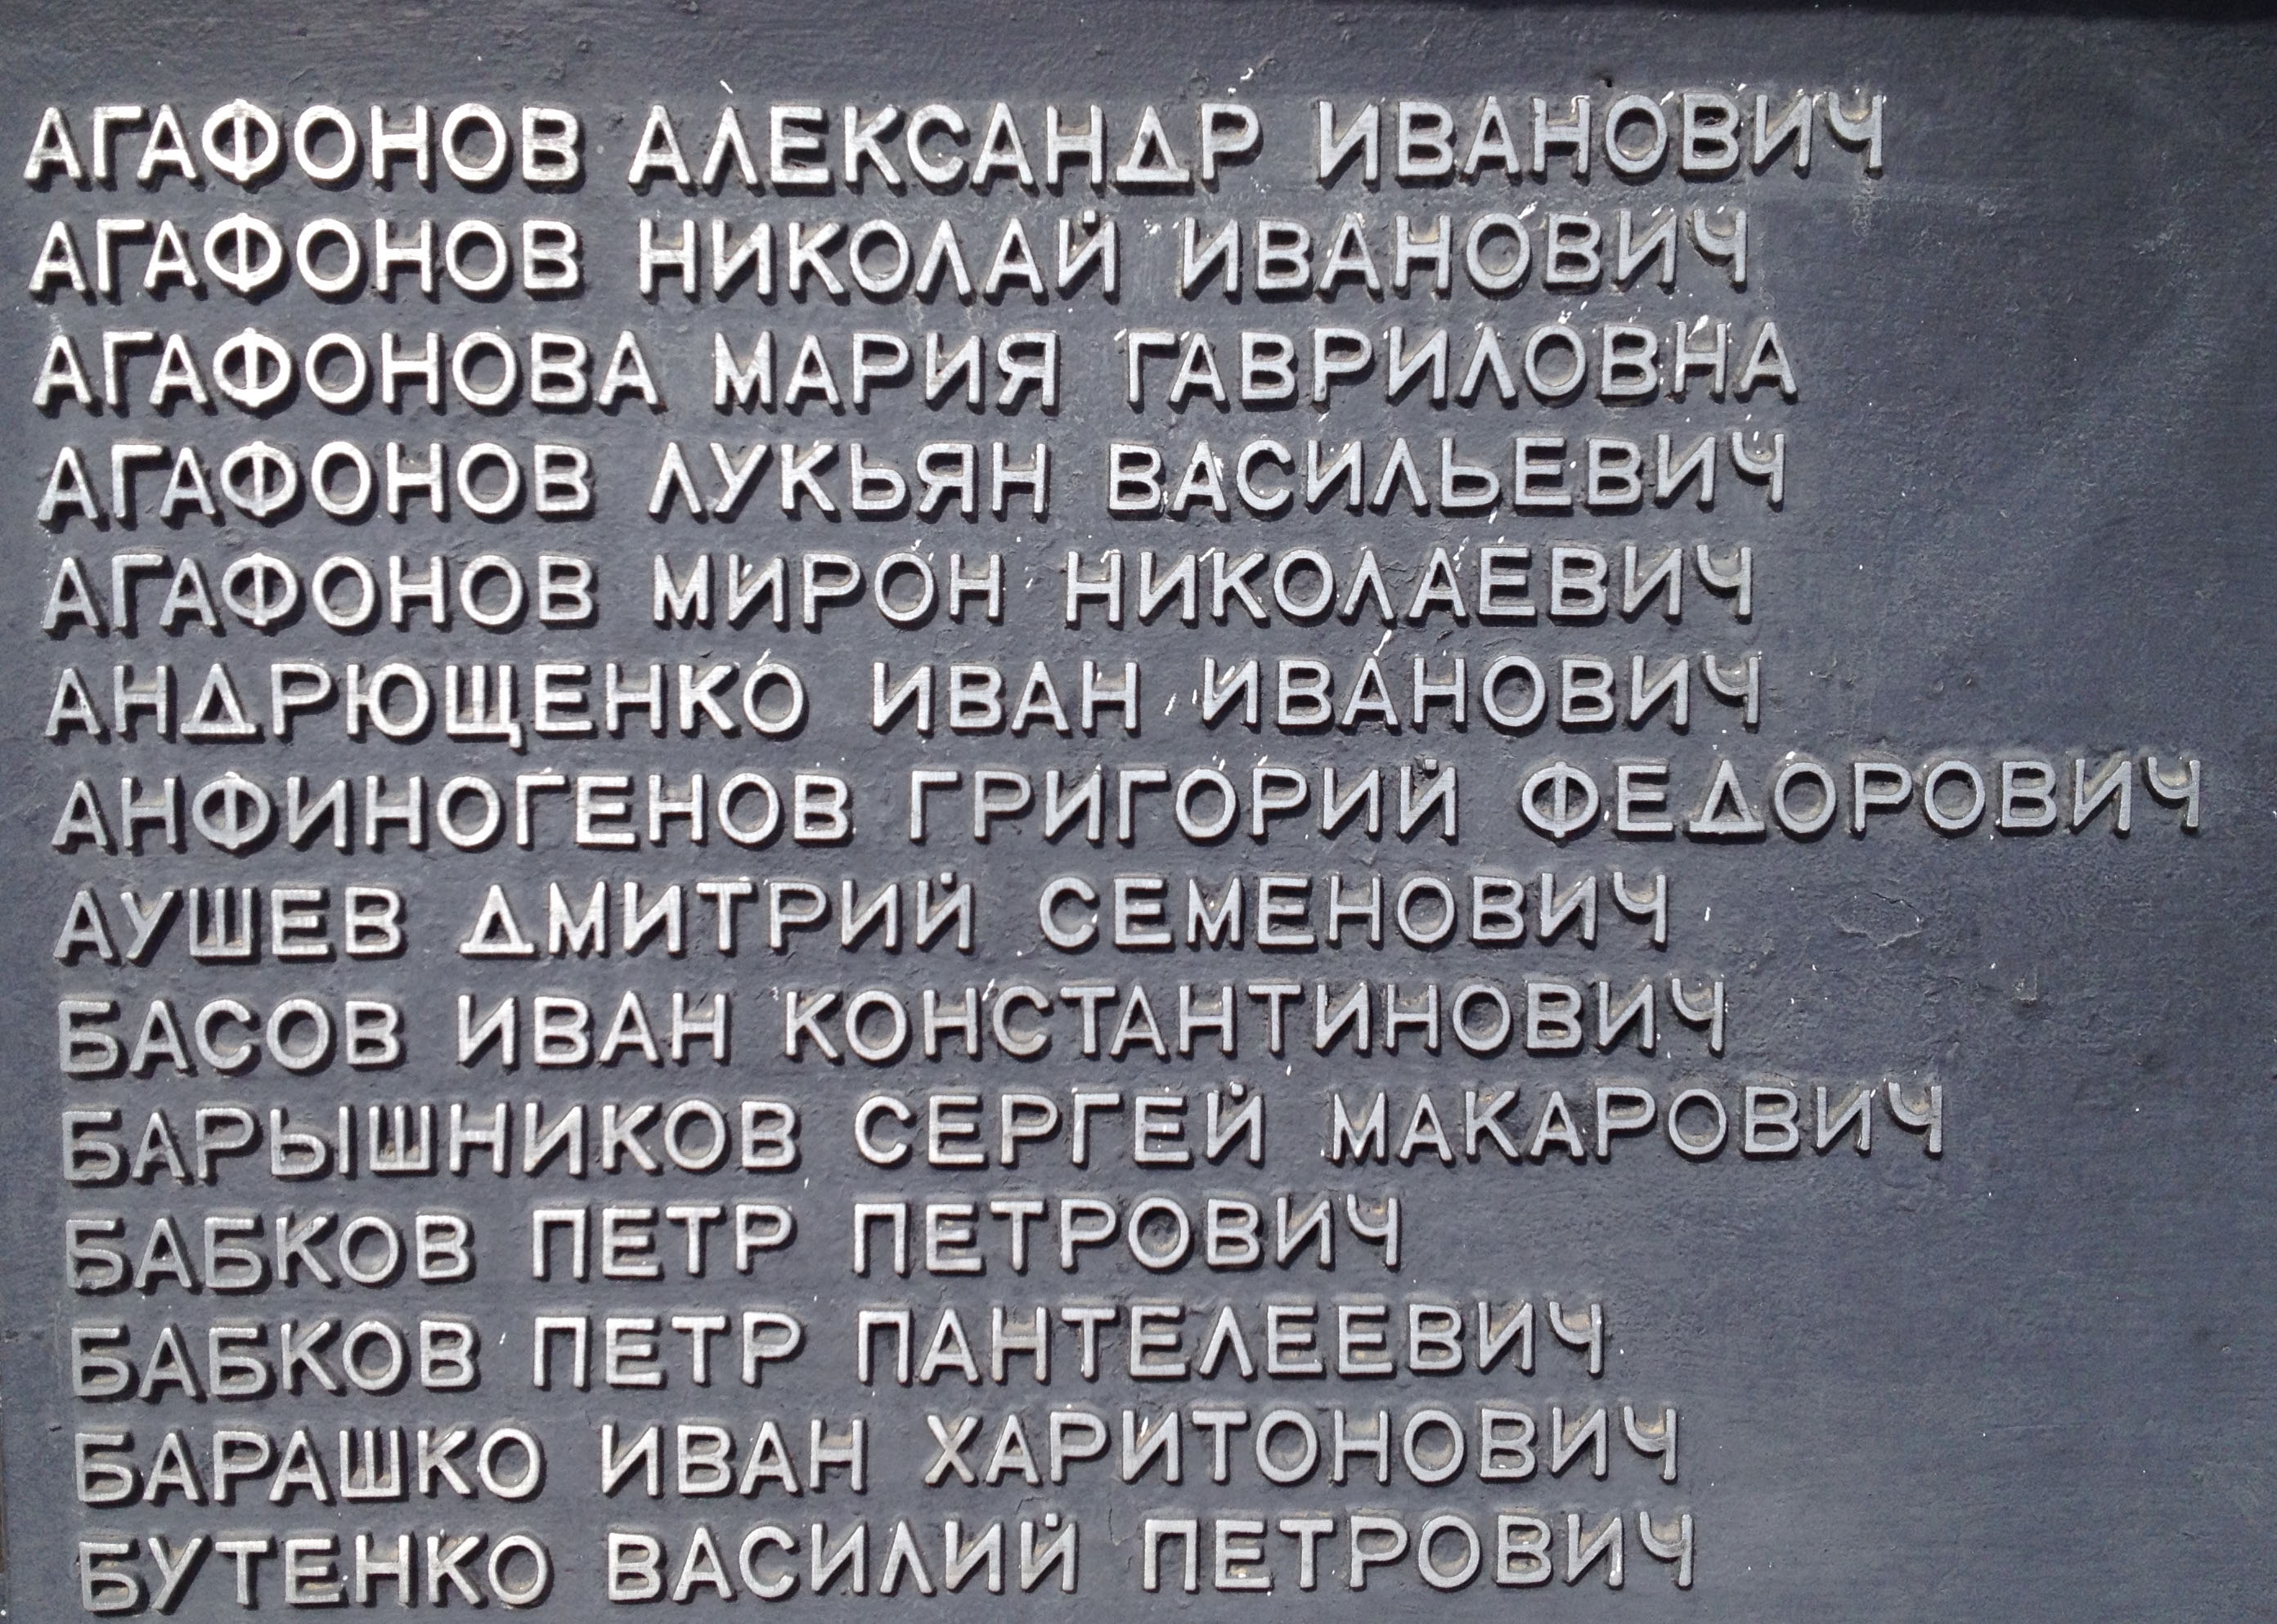 АГАФОНОВ АЛЕКСАНДР ИВАНОВИЧ
АГАФОНОВ НИКОЛАЙ ИВАНОВИЧ
АГАФОНОВА МАРИЯ ГАВРИЛОВНА
АГАФОНОВ ЛУКЬЯН ВАСИЛЬЕВИЧ
АГАФОНОВ МИРОН НИКОЛАЕВИЧ
АНДРЮЩЕНКО ИВАН ИВАНОВИЧ
АНФИНОГЕНОВ ГРИГОРИЙ ФЕДОРОВИЧ
АУШЕВ ДМИТРИЙ СЕМЕНОВИЧ
БАСОВ ИВАН КОНСТАНТИНОВИЧ
БАРЫШНИКОВ СЕРГЕЙ МАКАРОВИЧ
БАБКОВ ПЕТР ПЕТРОВИЧ
БАБКОВ ПЕТР ПАНТЕЛЕЕВИЧ
БАРАШКО ИВАН ХАРИТОНОВИЧ
БУТЕНКО ВАСИЛИЙ ПЕТРОВИЧ